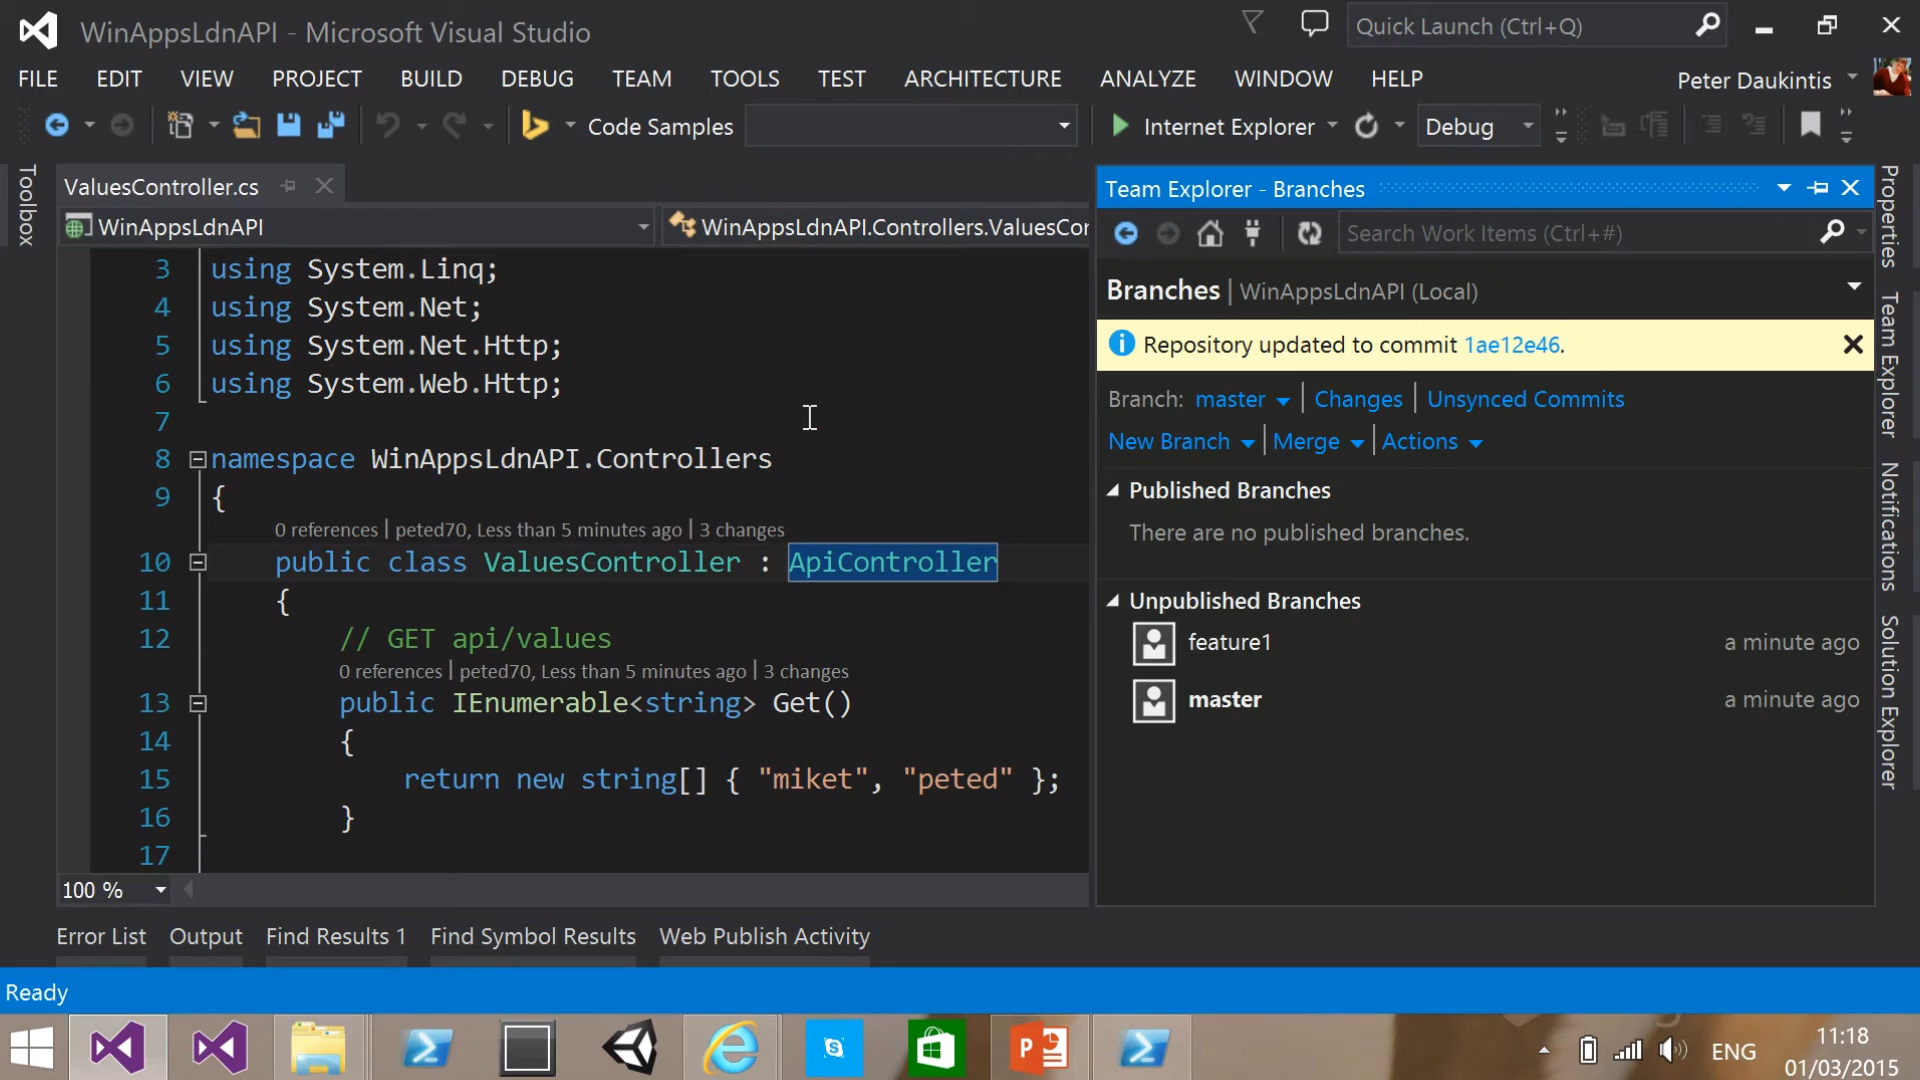 WinAppsLdnAPI - Microsoft Visual Studio
Quick Launch (Ctrl+Q)
FILE EDIT VIEW PROJECT BUILD DEBUG TEAM TOOLS TEST ARCHITECTURE ANALYZE WINDOW HELP
Peter Daukintis
Code Samples
Internet Explorer
Debug
Toolbox
ValuesController.cs
WinAppsLdnAPI
WinAppsLdnAPI.Controllers.ValuesCor
3 using System.Linq;
4 using System.Net;
5 using System.Net.Http;
6 using System.Web.Http;
7
8 namespace WinAppsLdnAPI.Controllers
9 {
0 references | peted70, Less than 5 minutes ago | 3 changes
10 public class ValuesController : ApiController
11 {
12 // GET api/values
0 references | peted70, Less than 5 minutes ago | 3 changes
13 public IEnumerable<string> Get()
14 {
15 return new string[] { "miket", "peted" };
16 }
17
100 %
Team Explorer - Branches
Search Work Items (Ctrl+#)
Branches | WinAppsLdnAPI (Local)
Repository updated to commit 1ae12e46.
Branch: master | Changes | Unsynced Commits
New Branch | Merge | Actions
Published Branches
There are no published branches.
Unpublished Branches
feature1 a minute ago
master a minute ago
Properties
Team Explorer
Notifications
Solution Explorer
Error List Output Find Results 1 Find Symbol Results Web Publish Activity
Ready
ENG
11:18
01/03/2015